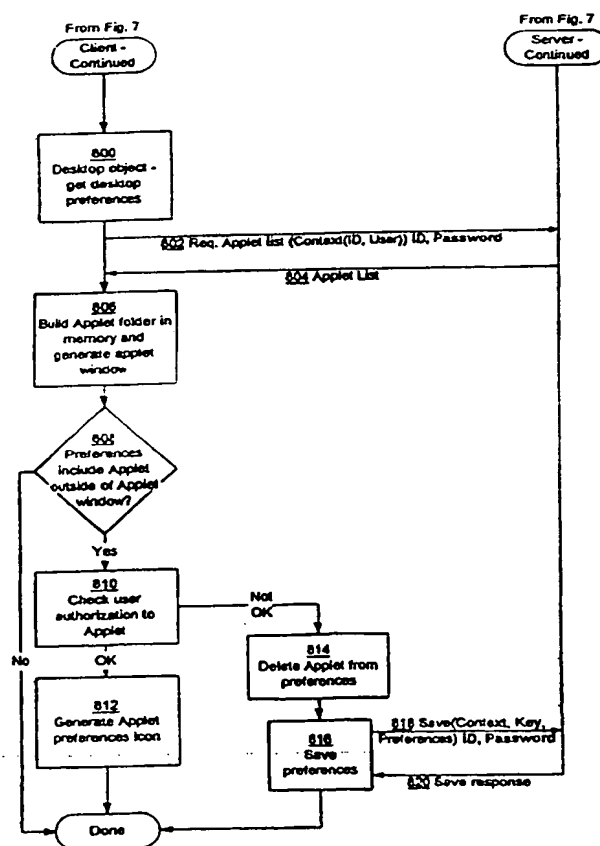 From Fig. 7
Client -
Continued
From Fig. 7
Server -
Continued
800
Desktop object -
get desktop
preferences
802 Req. Applet list (Context(ID, User)) ID, Password
804 Applet List
806
Build Applet folder in
memory and
generate applet
window
808
Preferences
include Applet
outside of Applet
window?
Yes
No
810
Check user
authorization to
Applet
Not
OK
OK
814
Delete Applet from
preferences
812
Generate Applet
preferences Icon
816
Save
preferences
818 Save(Context, Key,
Preferences) ID, Password
820 Save response
Done